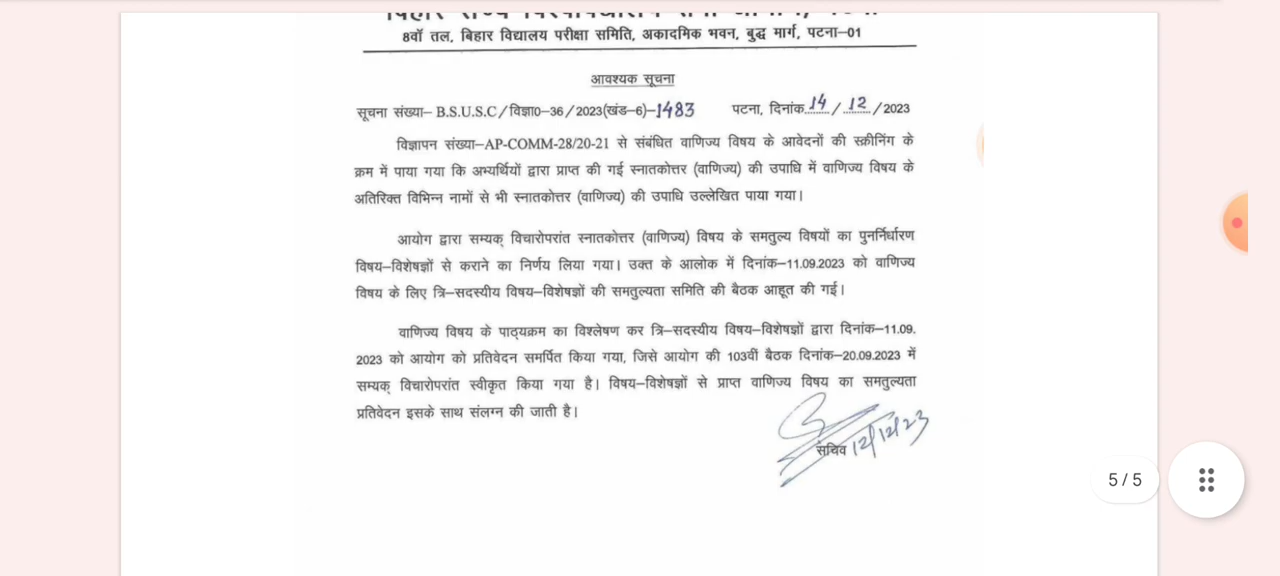 बिहार राज्य विश्वविद्यालय सेवा आयोग, पटना
8वाँ तल, बिहार विद्यालय परीक्षा समिति, अकादमिक भवन, बुद्ध मार्ग, पटना–01
आवश्यक सूचना
सूचना संख्या– B.S.U.S.C/विज्ञा0–36/2023(खंड–6)–1483 पटना, दिनांक 14/12/2023
विज्ञापन संख्या–AP-COMM-28/20-21 से संबंधित वाणिज्य विषय के आवेदनों की स्क्रीनिंग के
क्रम में पाया गया कि अभ्यर्थियों द्वारा प्राप्त की गई स्नातकोत्तर (वाणिज्य) की उपाधि में वाणिज्य विषय के
अतिरिक्त विभिन्न नामों से भी स्नातकोत्तर (वाणिज्य) की उपाधि उल्लेखित पाया गया।
आयोग द्वारा सम्यक् विचारोपरांत स्नातकोत्तर (वाणिज्य) विषय के समतुल्य विषयों का पुनर्निर्धारण
विषय–विशेषज्ञों से कराने का निर्णय लिया गया। उक्त के आलोक में दिनांक–11.09.2023 को वाणिज्य
विषय के लिए त्रि–सदस्यीय विषय–विशेषज्ञों की समतुल्यता समिति की बैठक आहूत की गई।
वाणिज्य विषय के पाठ्यक्रम का विश्लेषण कर त्रि–सदस्यीय विषय–विशेषज्ञों द्वारा दिनांक–11.09.
2023 को आयोग को प्रतिवेदन समर्पित किया गया, जिसे आयोग की 103वीं बैठक दिनांक–20.09.2023 में
सम्यक् विचारोपरांत स्वीकृत किया गया है। विषय–विशेषज्ञों से प्राप्त वाणिज्य विषय का समतुल्यता
प्रतिवेदन इसके साथ संलग्न की जाती है।
सचिव 12/12/23
5/5